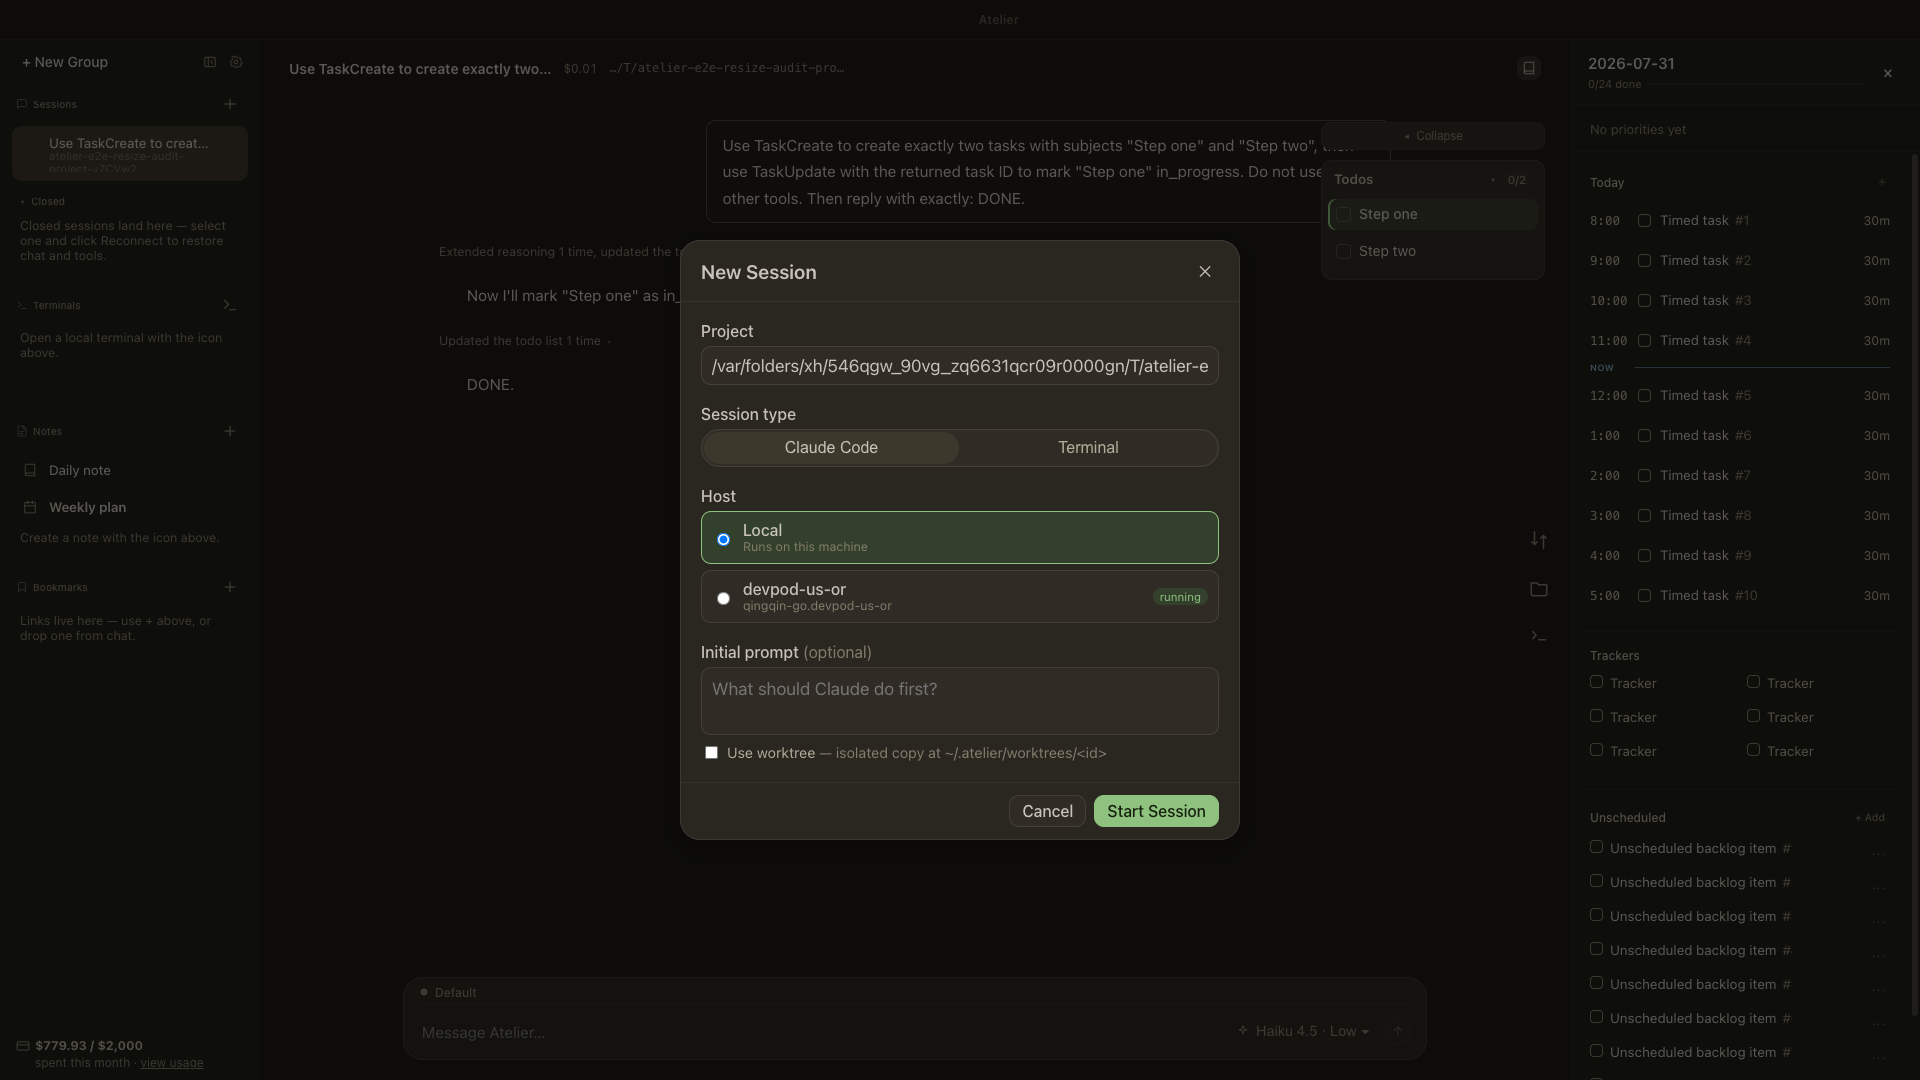 Atelier
+ New Group
Sessions
Use TaskCreate to creat...
atelier-e2e-resize-audit-
project-y7CYw2
Closed
Closed sessions land here — select
one and click Reconnect to restore
chat and tools.
Terminals
Open a local terminal with the icon
above.
Notes
Daily note
Weekly plan
Create a note with the icon above.
Bookmarks
Links live here — use + above, or
drop one from chat.
$779.93 / $2,000
spent this month · view usage
Use TaskCreate to create exactly two... $0.01 …/T/atelier-e2e-resize-audit-pro…
Use TaskCreate to create exactly two tasks with subjects "Step one" and "Step two", then
use TaskUpdate with the returned task ID to mark "Step one" in_progress. Do not use
other tools. Then reply with exactly: DONE.
Extended reasoning 1 time, updated the
Now I'll mark "Step one" as in_
Updated the todo list 1 time
DONE.
Collapse
Todos 0/2
Step one
Step two
New Session
Project
/var/folders/xh/546qgw_90vg_zq6631qcr09r0000gn/T/atelier-e
Session type
Claude Code Terminal
Host
Local
Runs on this machine
devpod-us-or
qingqin-go.devpod-us-or
running
Initial prompt (optional)
What should Claude do first?
Use worktree — isolated copy at ~/.atelier/worktrees/<id>
Cancel Start Session
Default
Message Atelier...
Haiku 4.5 · Low
2026-07-31
0/24 done
No priorities yet
Today +
8:00 Timed task #1 30m
9:00 Timed task #2 30m
10:00 Timed task #3 30m
11:00 Timed task #4 30m
NOW
12:00 Timed task #5 30m
1:00 Timed task #6 30m
2:00 Timed task #7 30m
3:00 Timed task #8 30m
4:00 Timed task #9 30m
5:00 Timed task #10 30m
Trackers
Tracker Tracker
Tracker Tracker
Tracker Tracker
Unscheduled + Add
Unscheduled backlog item # ...
Unscheduled backlog item # ...
Unscheduled backlog item # ...
Unscheduled backlog item # ...
Unscheduled backlog item # ...
Unscheduled backlog item # ...
Unscheduled backlog item # ...